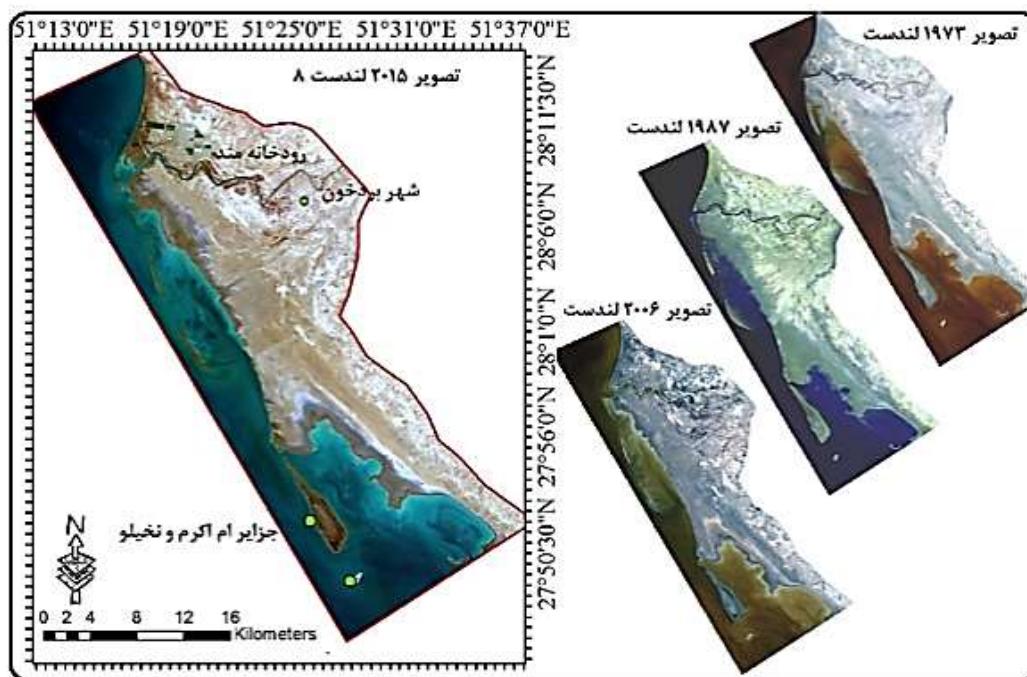 51°13'0"E 51°19'0"E 51°25'0"E 51°31'0"E 51°37'0"E
تصویر ۲۰۱۵ لندست ۸
رودخانه مند
شهر بردخون
جزایر ام اکرم و نخیلو
N
0 2 4 8 12 16
Kilometers
28°11'30"N
28°6'0"N
28°1'0"N
27°56'0"N
27°50'30"N
تصویر ۱۹۷۳ لندست
تصویر ۱۹۸۷ لندست
تصویر ۲۰۰۶ لندست